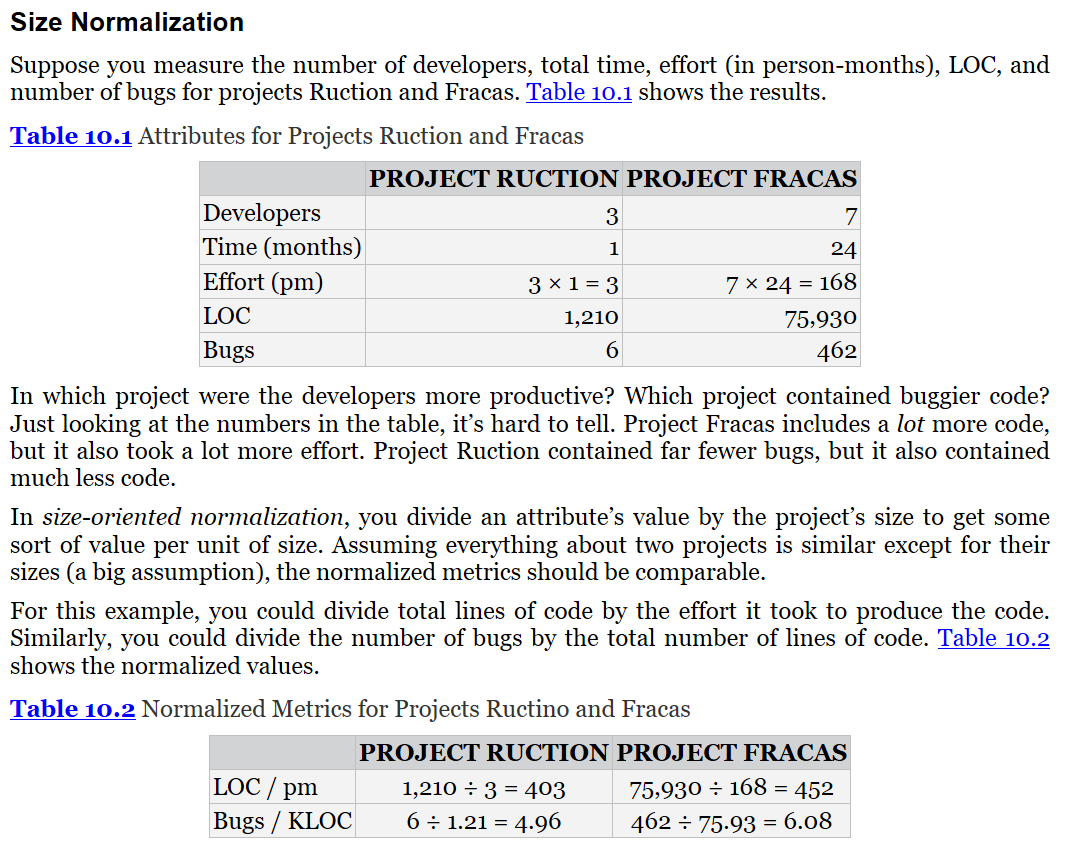 Size Normalization
Suppose you measure the number of developers, total time, effort (in person-months), LOC, and
number of bugs for projects Ruction and Fracas. Table 10.1 shows the results.
Table 10.1 Attributes for Projects Ruction and Fracas
PROJECT RUCTION PROJECT FRACAS
Developers 3 7
Time (months) 1 24
Effort (pm) 3 × 1 = 3 7 × 24 = 168
LOC 1,210 75,930
Bugs 6 462
In which project were the developers more productive? Which project contained buggier code?
Just looking at the numbers in the table, it’s hard to tell. Project Fracas includes a lot more code,
but it also took a lot more effort. Project Ruction contained far fewer bugs, but it also contained
much less code.
In size-oriented normalization, you divide an attribute’s value by the project’s size to get some
sort of value per unit of size. Assuming everything about two projects is similar except for their
sizes (a big assumption), the normalized metrics should be comparable.
For this example, you could divide total lines of code by the effort it took to produce the code.
Similarly, you could divide the number of bugs by the total number of lines of code. Table 10.2
shows the normalized values.
Table 10.2 Normalized Metrics for Projects Ructino and Fracas
PROJECT RUCTION PROJECT FRACAS
LOC / pm 1,210 ÷ 3 = 403 75,930 ÷ 168 = 452
Bugs / KLOC 6 ÷ 1.21 = 4.96 462 ÷ 75.93 = 6.08